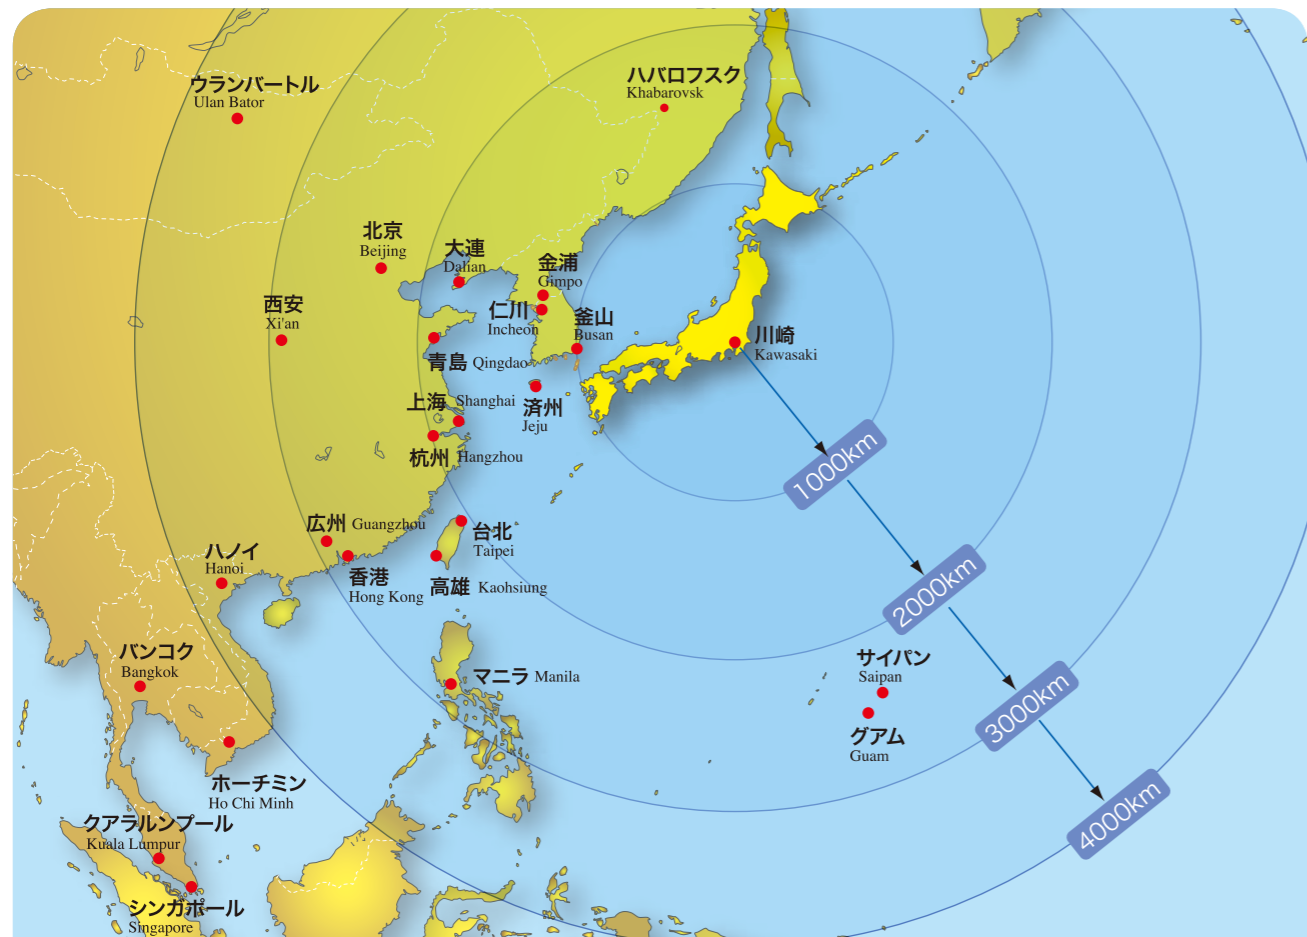 ハバロフスク
Khabarovsk
ウランバートル
Ulan Bator
北京
Beijing
大連
Dalian
金浦
Gimpo
西安
Xi'an
仁川
Incheon
釜山
Busan
川崎
Kawasaki
青島 Qingdao
上海 Shanghai
済州
Jeju
杭州 Hangzhou
1000km
広州 Guangzhou
台北
Taipei
ハノイ
Hanoi
香港
Hong Kong
高雄 Kaohsiung
2000km
バンコク
Bangkok
マニラ Manila
サイパン
Saipan
3000km
グアム
Guam
ホーチミン
Ho Chi Minh
4000km
クアラルンプール
Kuala Lumpur
シンガポール
Singapore